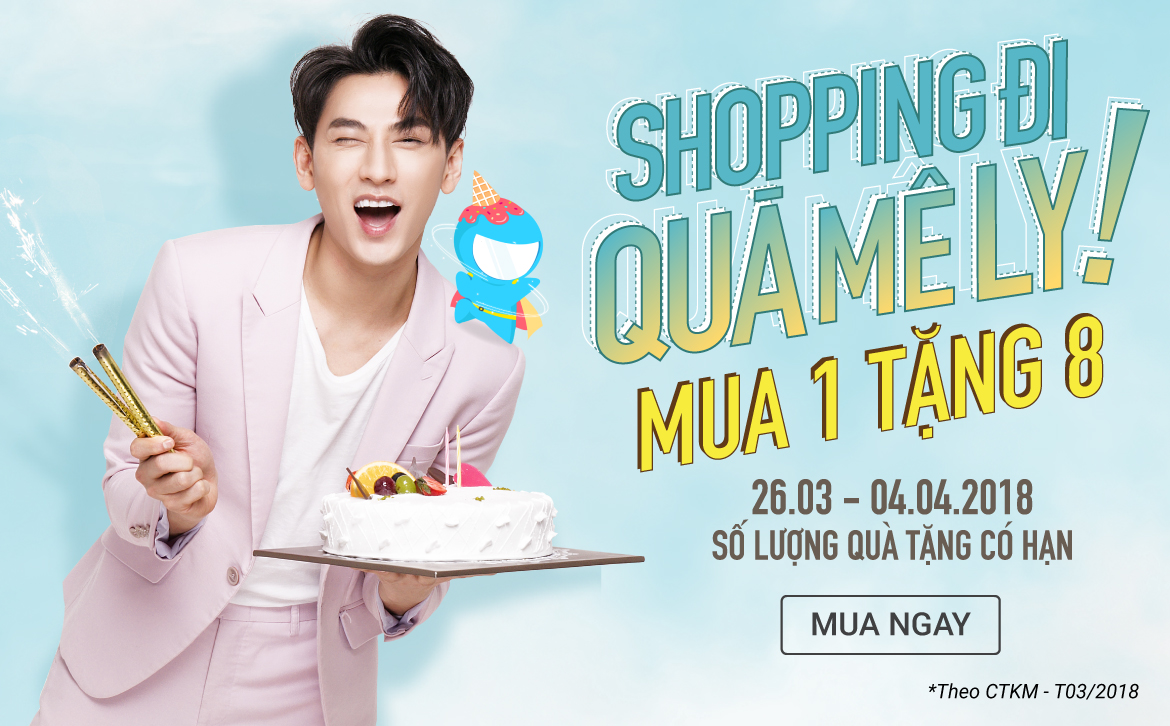 SHOPPING ĐI
QUÀ MÊ LY!
MUA 1 TẶNG 8
26.03 - 04.04.2018
SỐ LƯỢNG QUÀ TẶNG CÓ HẠN
MUA NGAY
*Theo CTKM - T03/2018